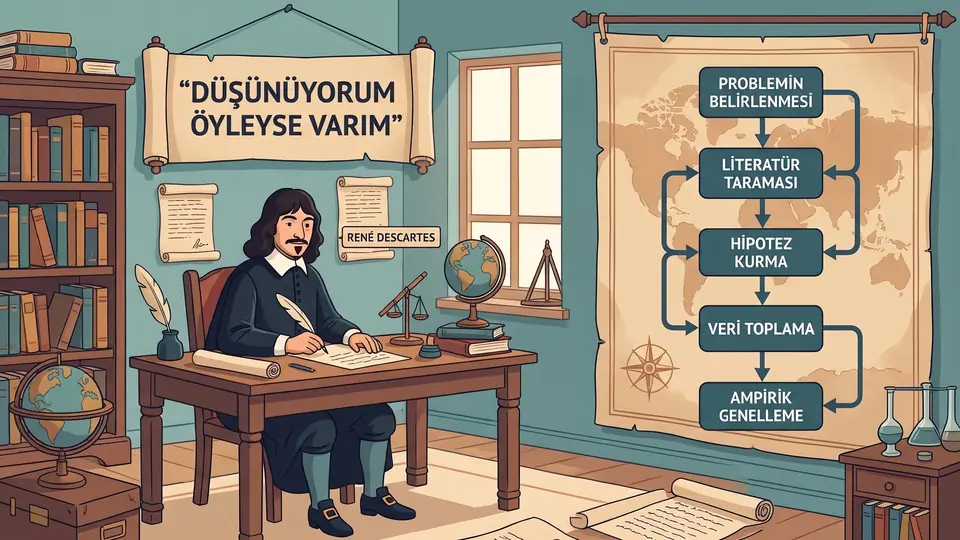 “DÜŞÜNÜYORUM
ÖYLEYSE VARIM”
RENÉ DESCARTES
PROBLEMİN
BELİRLENMESİ
LİTERATÜR
TARAMASI
HİPOTEZ
KURMA
VERİ TOPLAMA
AMPİRİK
GENELLEME